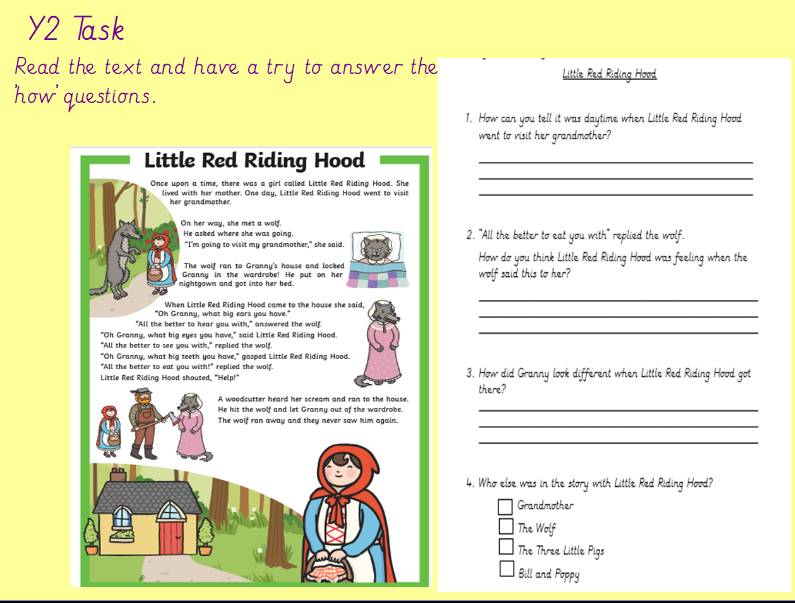 Y2 Task
Read the text and have a try to answer the
'how' questions.
Little Red Riding Hood
Once upon a time, there was a girl called Little Red Riding Hood. She
lived with her mother. One day, Little Red Riding Hood went to visit
her grandmother.
On her way, she met a wolf.
He asked where she was going.
"I'm going to visit my grandmother," she said.
The wolf ran to Granny's house and locked
Granny in the wardrobe! He put on her
nightgown and got into her bed.
When Little Red Riding Hood came to the house she said,
"Oh Granny, what big ears you have."
"All the better to hear you with," answered the wolf.
"Oh Granny, what big eyes you have," said Little Red Riding Hood.
"All the better to see you with," replied the wolf.
"Oh Granny, what big teeth you have," gasped Little Red Riding Hood.
"All the better to eat you with!" replied the wolf.
Little Red Riding Hood shouted, "Help!"
A woodcutter heard her scream and ran to the house.
He hit the wolf and let Granny out of the wardrobe.
The wolf ran away and they never saw him again.
Little Red Riding Hood
1. How can you tell it was daytime when Little Red Riding Hood
went to visit her grandmother?
2. "All the better to eat you with" replied the wolf.
How do you think Little Red Riding Hood was feeling when the
wolf said this to her?
3. How did Granny look different when Little Red Riding Hood got
there?
4. Who else was in the story with Little Red Riding Hood?
Grandmother
The Wolf
The Three Little Pigs
Bill and Poppy